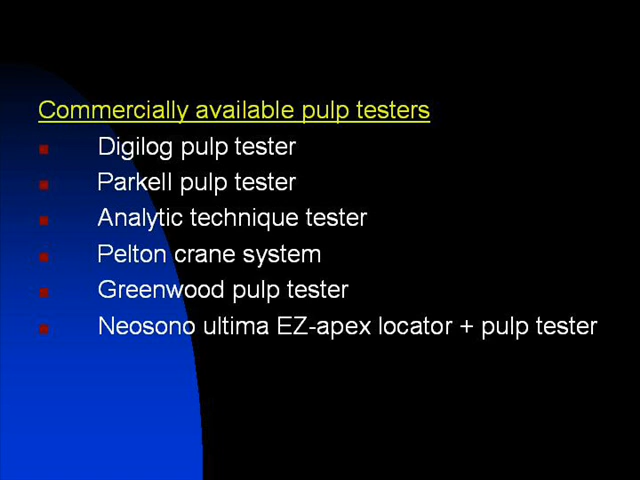 Commercially available pulp testers
Digilog pulp tester
Parkell pulp tester
Analytic technique tester
Pelton crane system
Greenwood pulp tester
Neosono ultima EZ-apex locator + pulp tester